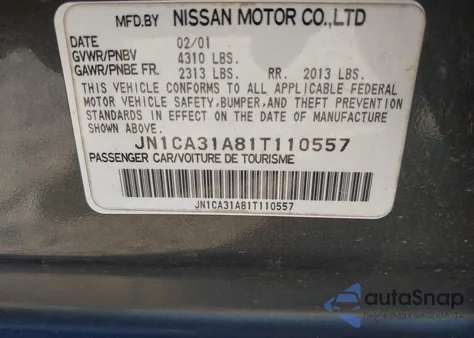 MFD.BY NISSAN MOTOR CO.,LTD
DATE 02/01
GVWR/PNBV 4310 LBS.
GAWR/PNBE FR. 2313 LBS. RR. 2013 LBS.
THIS VEHICLE CONFORMS TO ALL APPLICABLE FEDERAL
MOTOR VEHICLE SAFETY, BUMPER, AND THEFT PREVENTION
STANDARDS IN EFFECT ON THE DATE OF MANUFACTURE
SHOWN ABOVE.
JN1CA31A81T110557
PASSENGER CAR/VOITURE DE TOURISME
JN1CA31A81T110557
autoSnap